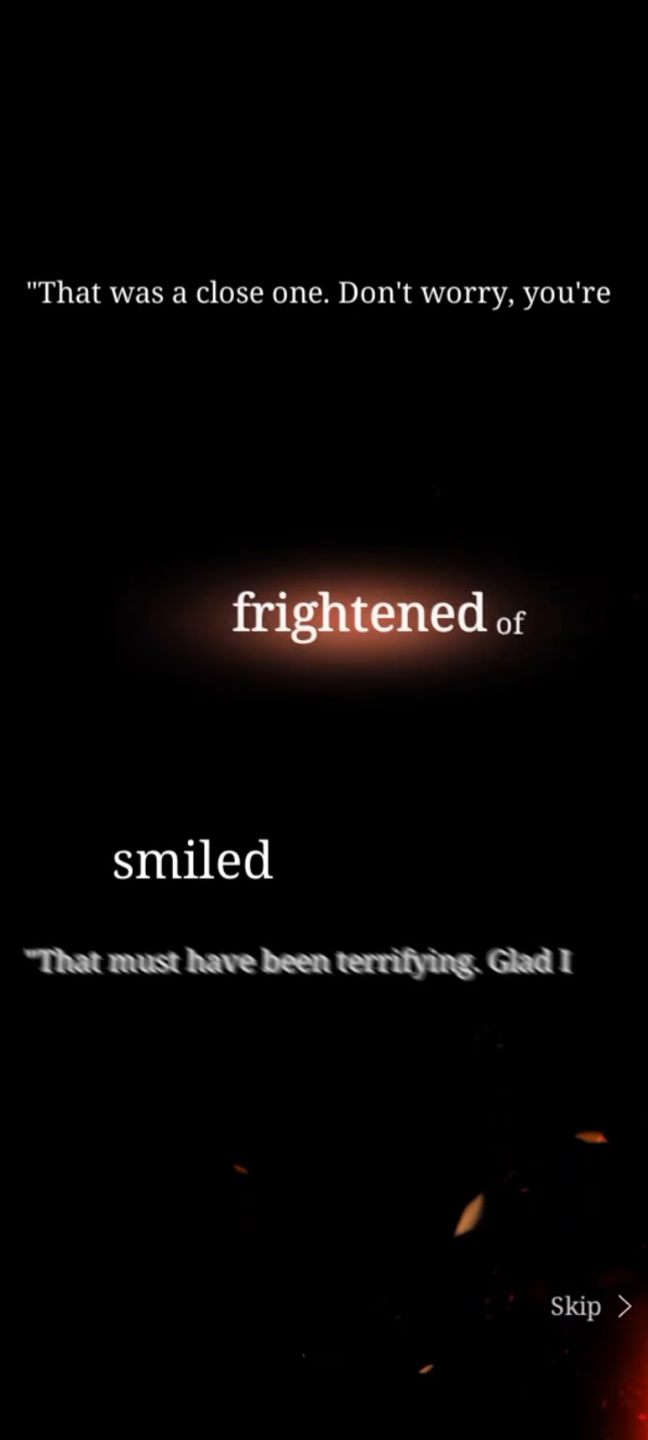 "That was a close one. Don't worry, you're
frightened of
smiled
"That must have been terrifying. Glad I
Skip >